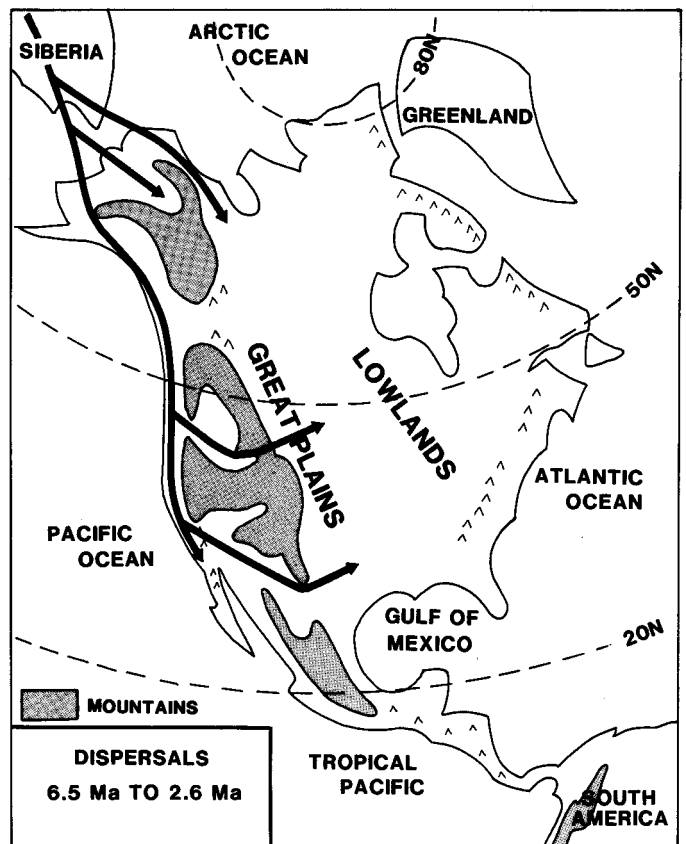 SIBERIA
ARCTIC
OCEAN
80N
GREENLAND
50N
GREAT PLAINS
LOWLANDS
ATLANTIC
OCEAN
PACIFIC
OCEAN
GULF OF
MEXICO
20N
MOUNTAINS
DISPERSALS
6.5 Ma TO 2.6 Ma
TROPICAL
PACIFIC
SOUTH
AMERICA